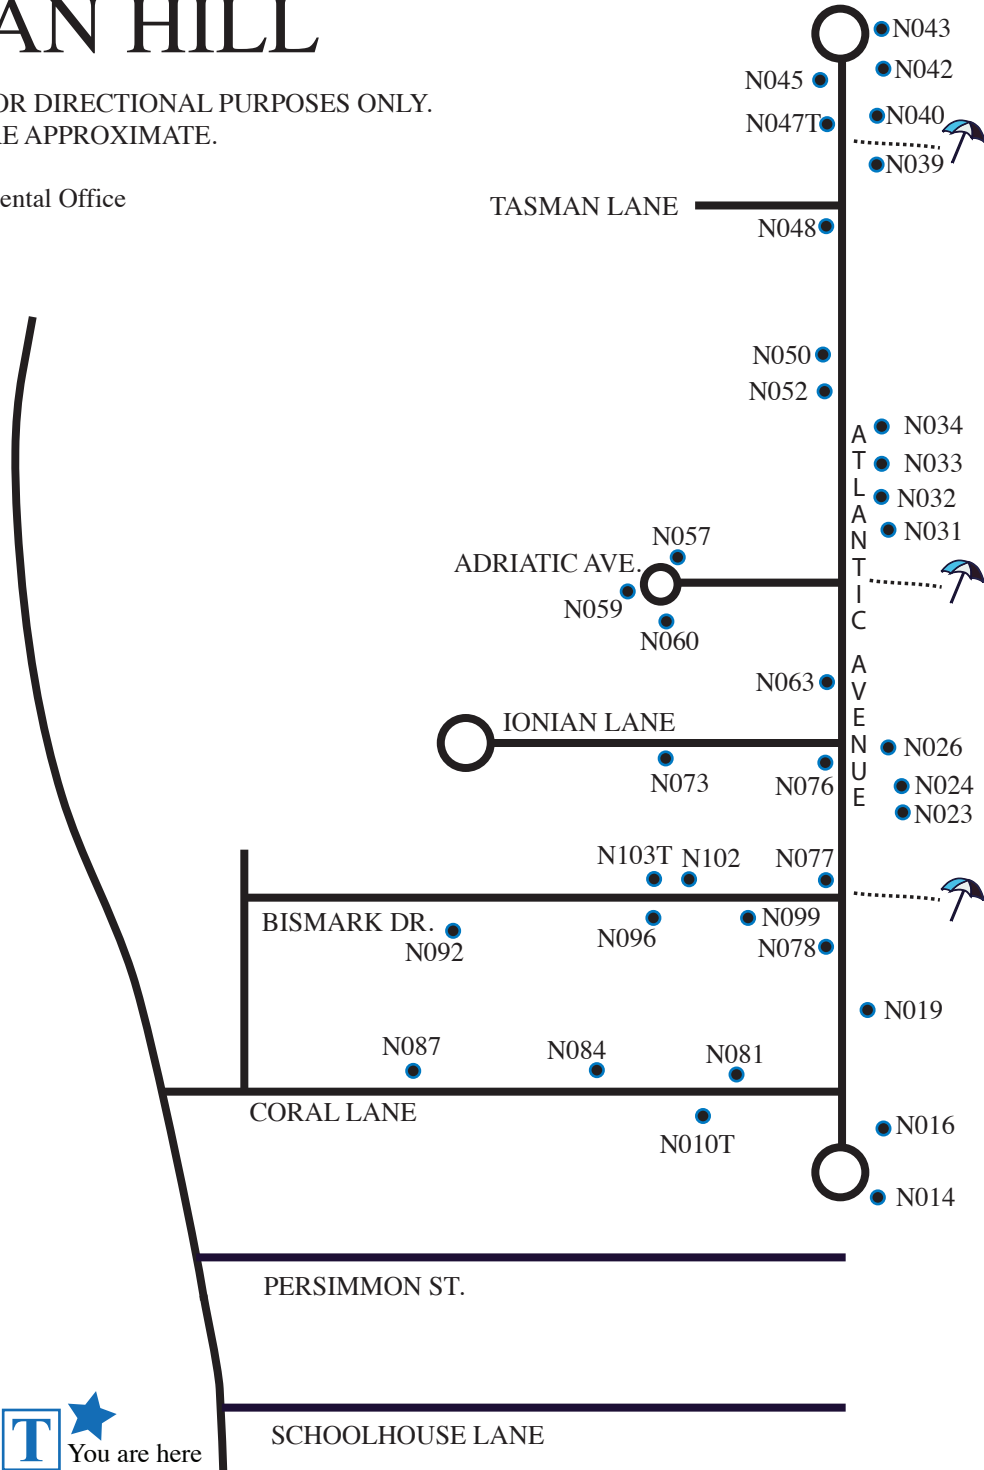 AN HILL
OR DIRECTIONAL PURPOSES ONLY.
RE APPROXIMATE.
ental Office
N043
N042
N045
N040
N047T
N039
TASMAN LANE
N048
N050
N052
N034
N033
N032
N031
ATLANTIC AVENUE
N057
ADRIATIC AVE.
N059
N060
N063
IONIAN LANE
N026
N073
N076
N024
N023
N103T
N102
N077
BISMARK DR.
N092
N096
N099
N078
N019
N087
N084
N081
CORAL LANE
N010T
N016
N014
PERSIMMON ST.
SCHOOLHOUSE LANE
T
You are here